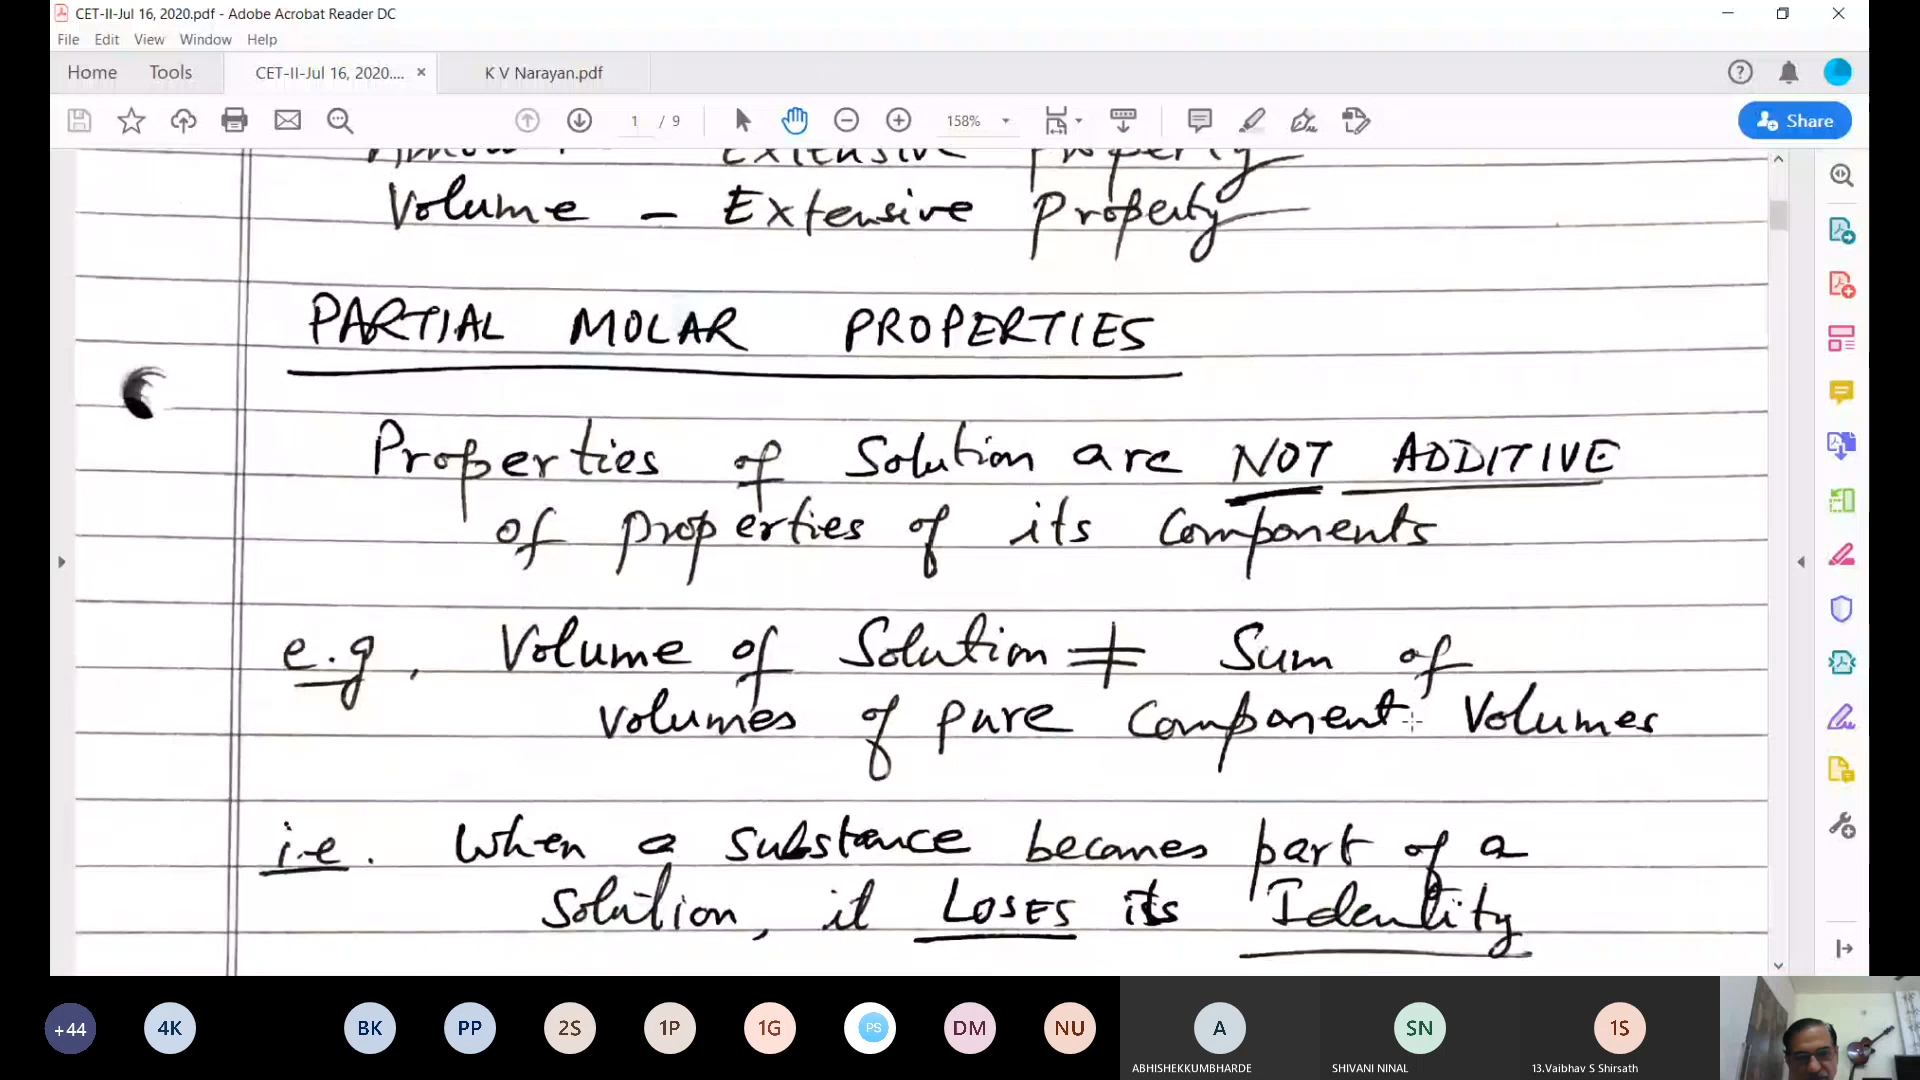 CET-II-Jul 16, 2020.pdf - Adobe Acrobat Reader DC
File Edit View Window Help
Home Tools CET-II-Jul 16, 2020.... × K V Narayan.pdf
1 / 9 158% Share
Extensive Property
Volume - Extensive Property
PARTIAL MOLAR PROPERTIES
Properties of Solution are NOT ADDITIVE
of properties of its Components
e.g, Volume of Solution ≠ Sum of
volumes of pure Component Volumes
i.e. When a substance becomes part of a
Solution, it LOSES its Identity
+44 4K BK PP 2S 1P 1G PS DM NU A SN 1S
ABHISHEKKUMBHARDE SHIVANI NINAL 13.Vaibhav S Shirsath